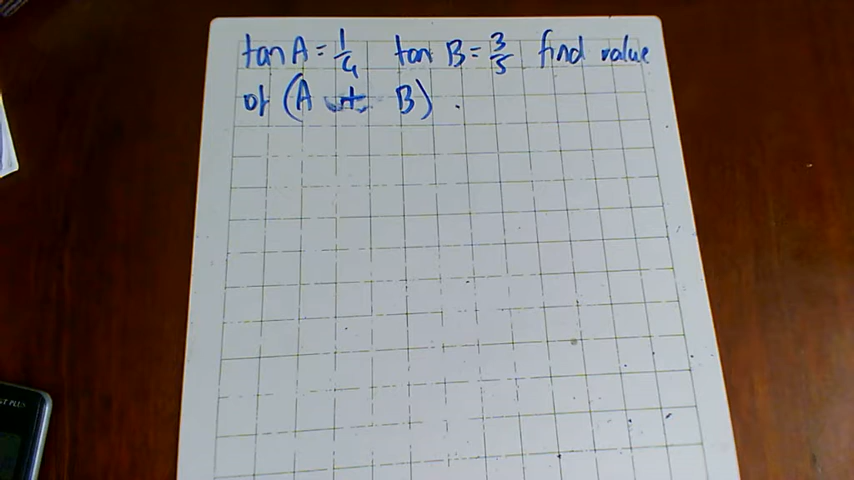 tan A = 1/4 tan B = 3/5 find value
of (A + B).